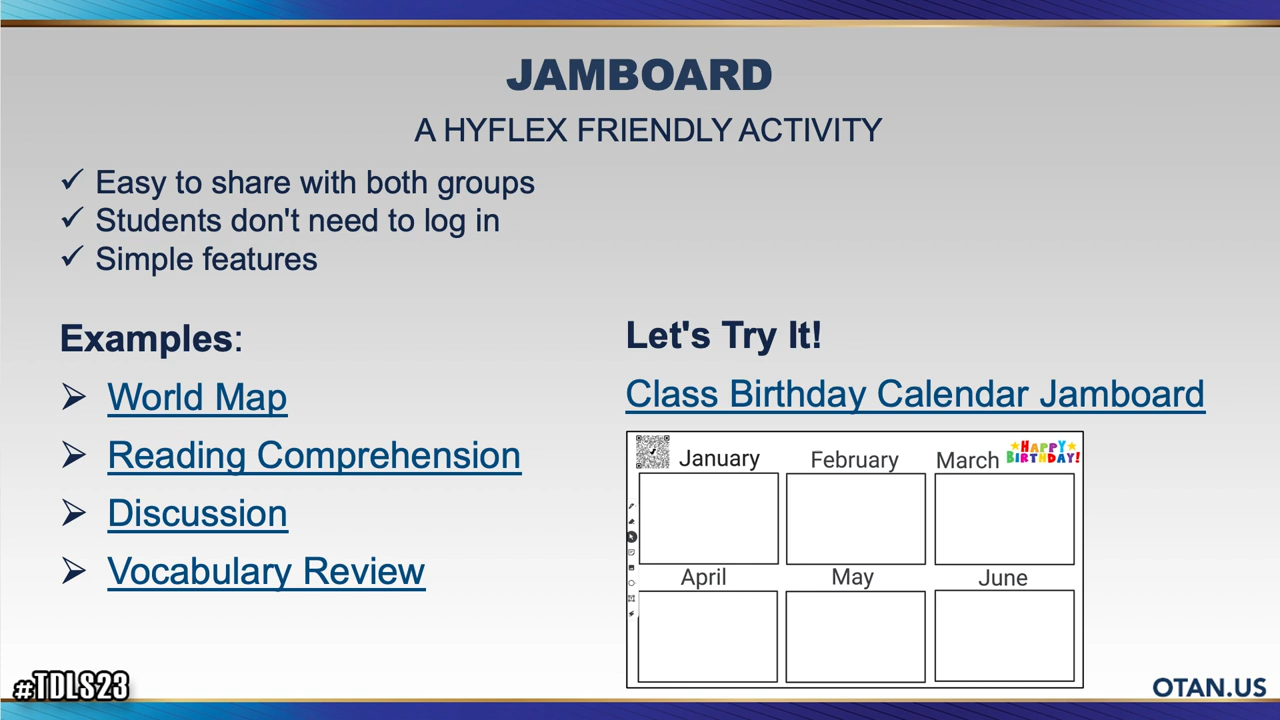 JAMBOARD
A HYFLEX FRIENDLY ACTIVITY
✓ Easy to share with both groups
✓ Students don't need to log in
✓ Simple features
Examples:
➢ World Map
➢ Reading Comprehension
➢ Discussion
➢ Vocabulary Review
Let's Try It!
Class Birthday Calendar Jamboard
January February March HAPPY BIRTHDAY!
April May June
#TDLS23
OTAN.US